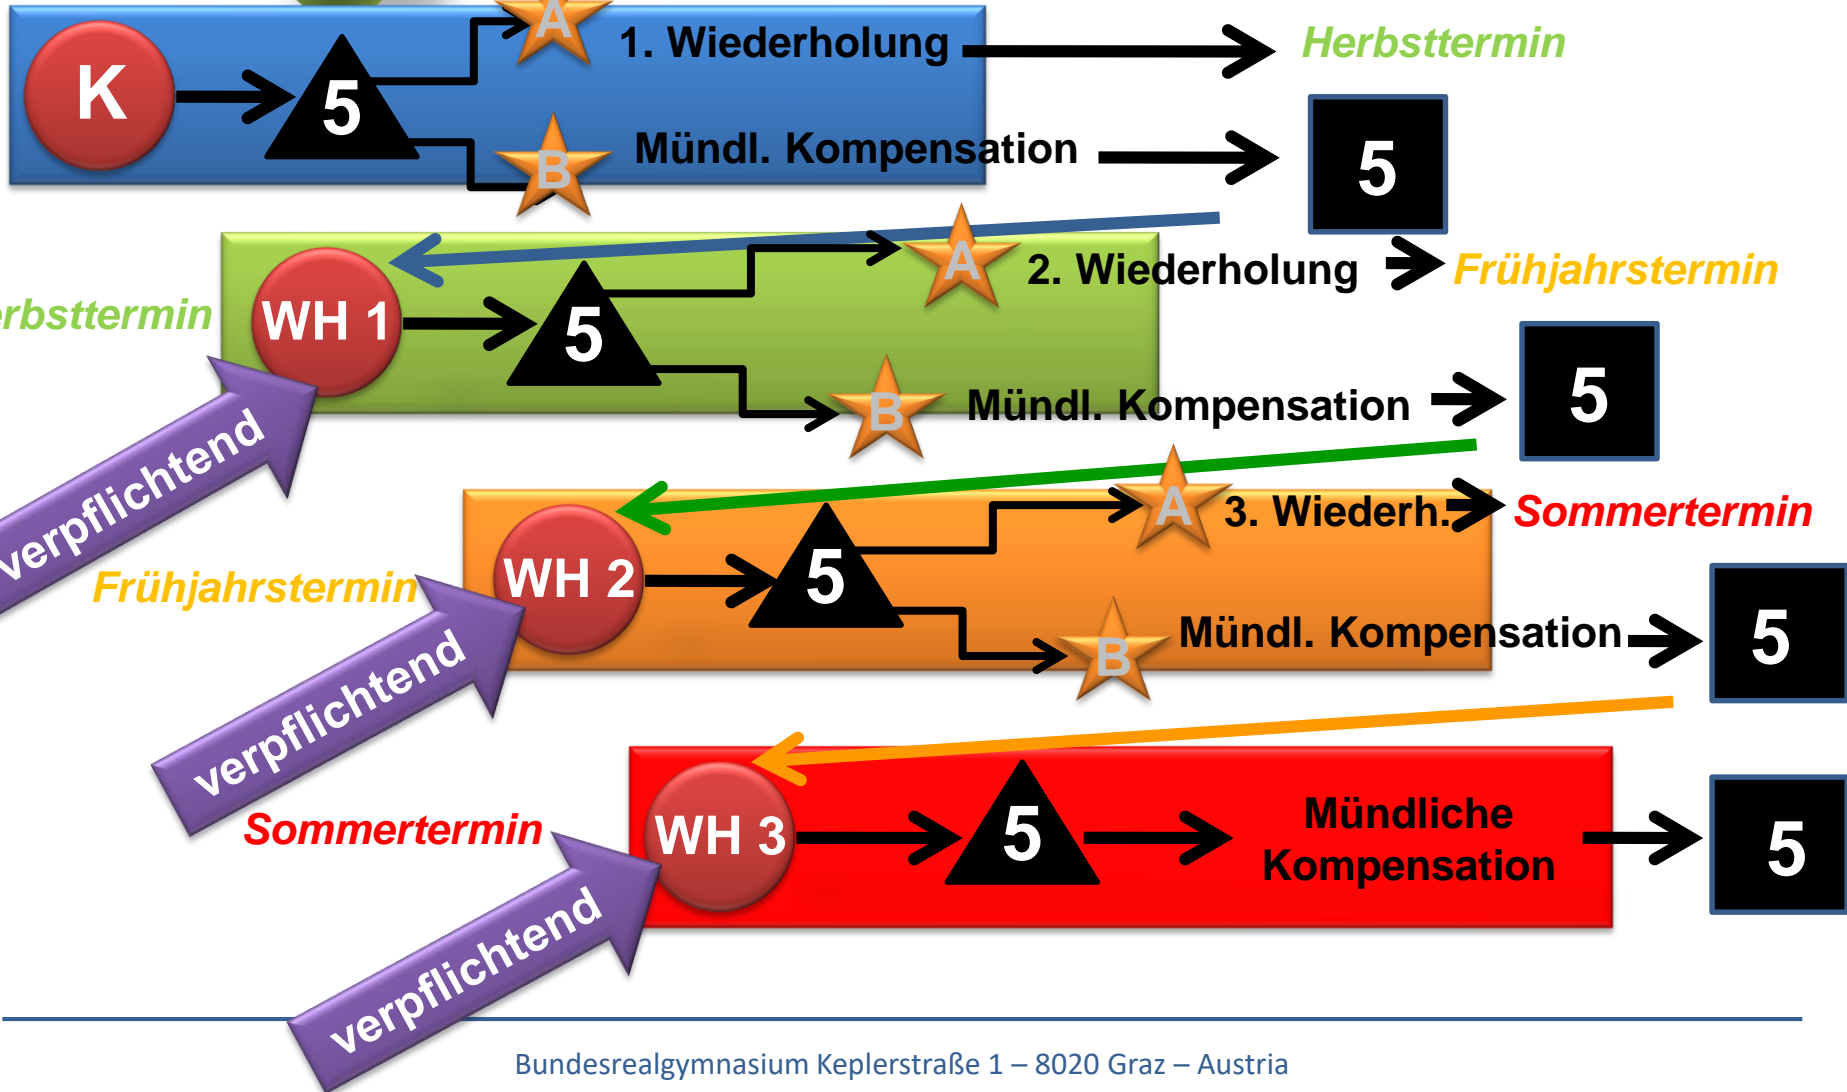 K
5
A
1. Wiederholung
Herbsttermin
B
Mündl. Kompensation
5
erbsttermin
WH 1
5
A
2. Wiederholung
Frühjahrstermin
B
Mündl. Kompensation
5
verpflichtend
Frühjahrstermin
WH 2
5
A
3. Wiederh.
Sommertermin
B
Mündl. Kompensation
5
verpflichtend
Sommertermin
WH 3
5
Mündliche
Kompensation
5
verpflichtend
Bundesrealgymnasium Keplerstraße 1 – 8020 Graz – Austria